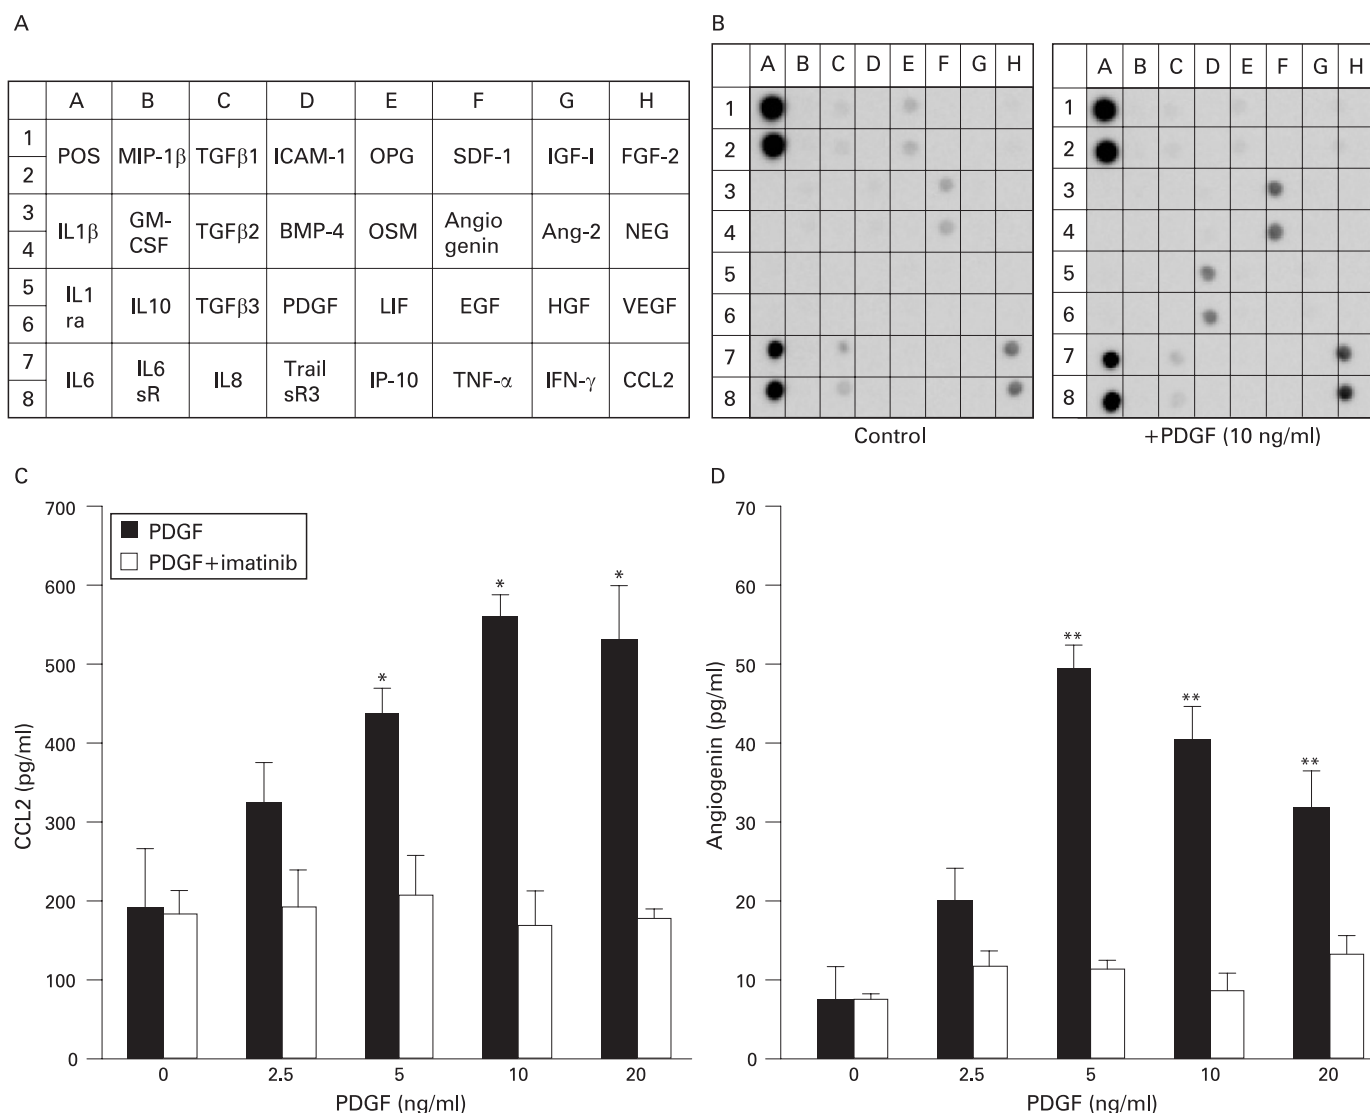 A
A B C D E F G H
1
2
POS MIP-1β TGFβ1 ICAM-1 OPG SDF-1 IGF-I FGF-2
3
4
IL1β GM-
CSF TGFβ2 BMP-4 OSM Angio
genin Ang-2 NEG
5
6
IL1
ra IL10 TGFβ3 PDGF LIF EGF HGF VEGF
7
8
IL6 IL6
sR IL8 Trail
sR3 IP-10 TNF-α IFN-γ CCL2
B
A B C D E F G H
1
2
3
4
5
6
7
8
Control
A B C D E F G H
1
2
3
4
5
6
7
8
+PDGF (10 ng/ml)
C
700
600
500
400
300
200
100
0
CCL2 (pg/ml)
PDGF
PDGF+imatinib
*
*
*
0 2.5 5 10 20
PDGF (ng/ml)
D
70
60
50
40
30
20
10
0
Angiogenin (pg/ml)
**
**
**
0 2.5 5 10 20
PDGF (ng/ml)